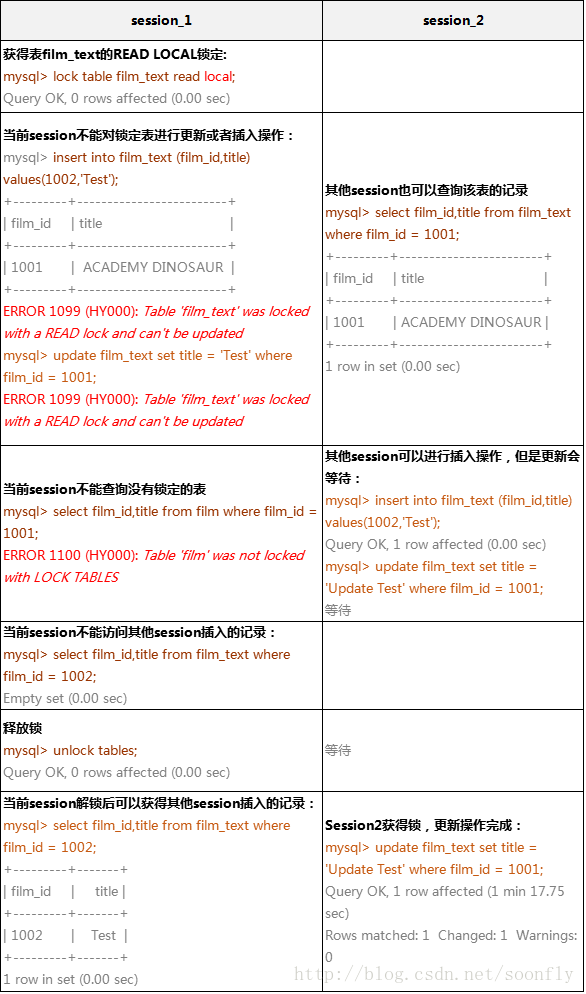 session_1
session_2
获得表film_text的READ LOCAL锁定:
mysql> lock table film_text read local;
Query OK, 0 rows affected (0.00 sec)
当前session不能对锁定表进行更新或者插入操作：
mysql> insert into film_text (film_id,title)
values(1002,'Test');
+---------+------------------------+
| film_id | title |
+---------+------------------------+
| 1001 | ACADEMY DINOSAUR |
+---------+------------------------+
ERROR 1099 (HY000): Table 'film_text' was locked
with a READ lock and can't be updated
mysql> update film_text set title = 'Test' where
film_id = 1001;
ERROR 1099 (HY000): Table 'film_text' was locked
with a READ lock and can't be updated
其他session也可以查询该表的记录
mysql> select film_id,title from film_text
where film_id = 1001;
+---------+-----------------------+
| film_id | title |
+---------+-----------------------+
| 1001 | ACADEMY DINOSAUR |
+---------+-----------------------+
1 row in set (0.00 sec)
当前session不能查询没有锁定的表
mysql> select film_id,title from film where film_id =
1001;
ERROR 1100 (HY000): Table 'film' was not locked
with LOCK TABLES
其他session可以进行插入操作，但是更新会
等待：
mysql> insert into film_text (film_id,title)
values(1002,'Test');
Query OK, 1 row affected (0.00 sec)
mysql> update film_text set title =
'Update Test' where film_id = 1001;
等待
当前session不能访问其他session插入的记录：
mysql> select film_id,title from film_text where
film_id = 1002;
Empty set (0.00 sec)
释放锁
mysql> unlock tables;
Query OK, 0 rows affected (0.00 sec)
等待
当前session解锁后可以获得其他session插入的记录：
mysql> select film_id,title from film_text where
film_id = 1002;
+---------+-------+
| film_id | title |
+---------+-------+
| 1002 | Test |
+---------+-------+
1 row in set (0.00 sec)
Session2获得锁，更新操作完成：
mysql> update film_text set title =
'Update Test' where film_id = 1001;
Query OK, 1 row affected (1 min 17.75
sec)
Rows matched: 1 Changed: 1 Warnings:
0
http://blog.csdn.net/soonfly